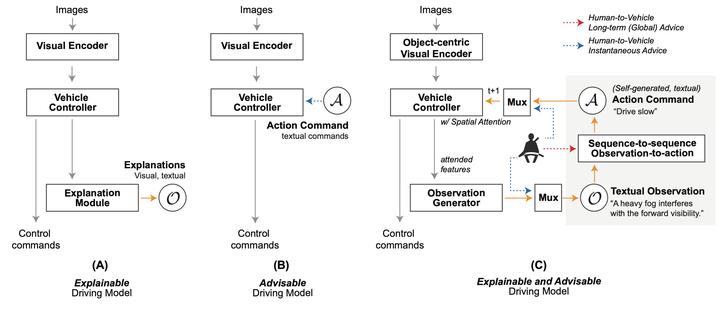 Images
Visual Encoder
Vehicle
Controller
Explanations
Visual, textual
Explanation
Module
O
Control
commands
(A)
Explainable
Driving Model
Images
Visual Encoder
Vehicle
Controller
A
Action Command
textual commands
Control
commands
(B)
Advisable
Driving Model
Images
Object-centric
Visual Encoder
Vehicle
Controller
w/ Spatial Attention
t+1
Mux
attended
features
Observation
Generator
Mux
Control
commands
Human-to-Vehicle
Long-term (Global) Advice
Human-to-Vehicle
Instantaneous Advice
A
(Self-generated, textual)
Action Command
"Drive slow"
Sequence-to-sequence
Observation-to-action
O
Textual Observation
"A heavy fog interferes
with the forward visibility."
(C)
Explainable and Advisable
Driving Model